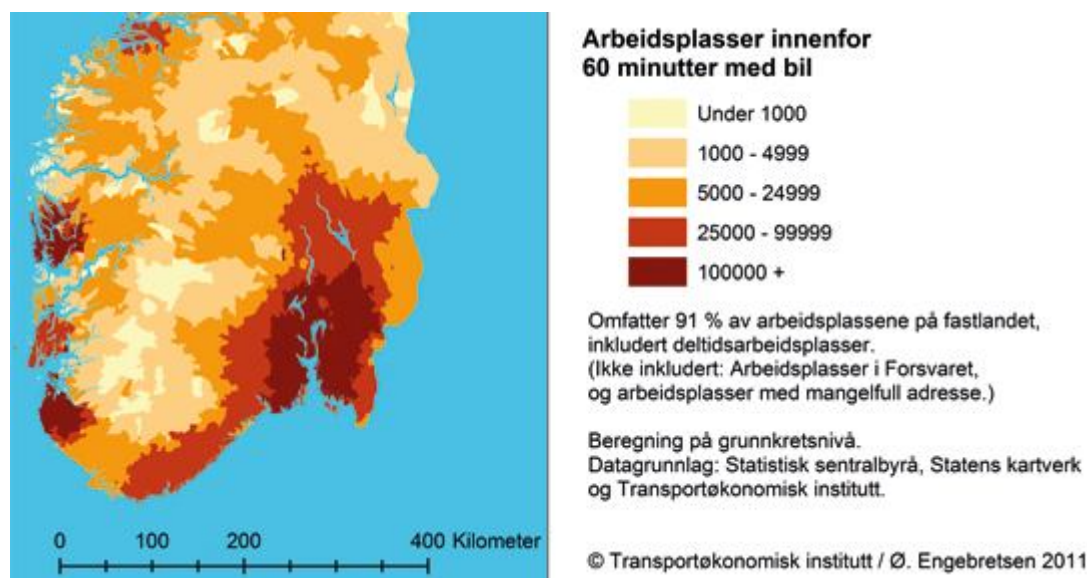 Arbeidsplasser innenfor
60 minutter med bil
Under 1000
1000 - 4999
5000 - 24999
25000 - 99999
100000 +
Omfatter 91 % av arbeidsplassene på fastlandet,
inkludert deltidsarbeidsplasser.
(Ikke inkludert: Arbeidsplasser i Forsvaret,
og arbeidsplasser med mangelfull adresse.)
Beregning på grunnkretsnivå.
Datagrunnlag: Statistisk sentralbyrå, Statens kartverk
og Transportøkonomisk institutt.
0 100 200 400 Kilometer
© Transportøkonomisk institutt / Ø. Engebretsen 2011